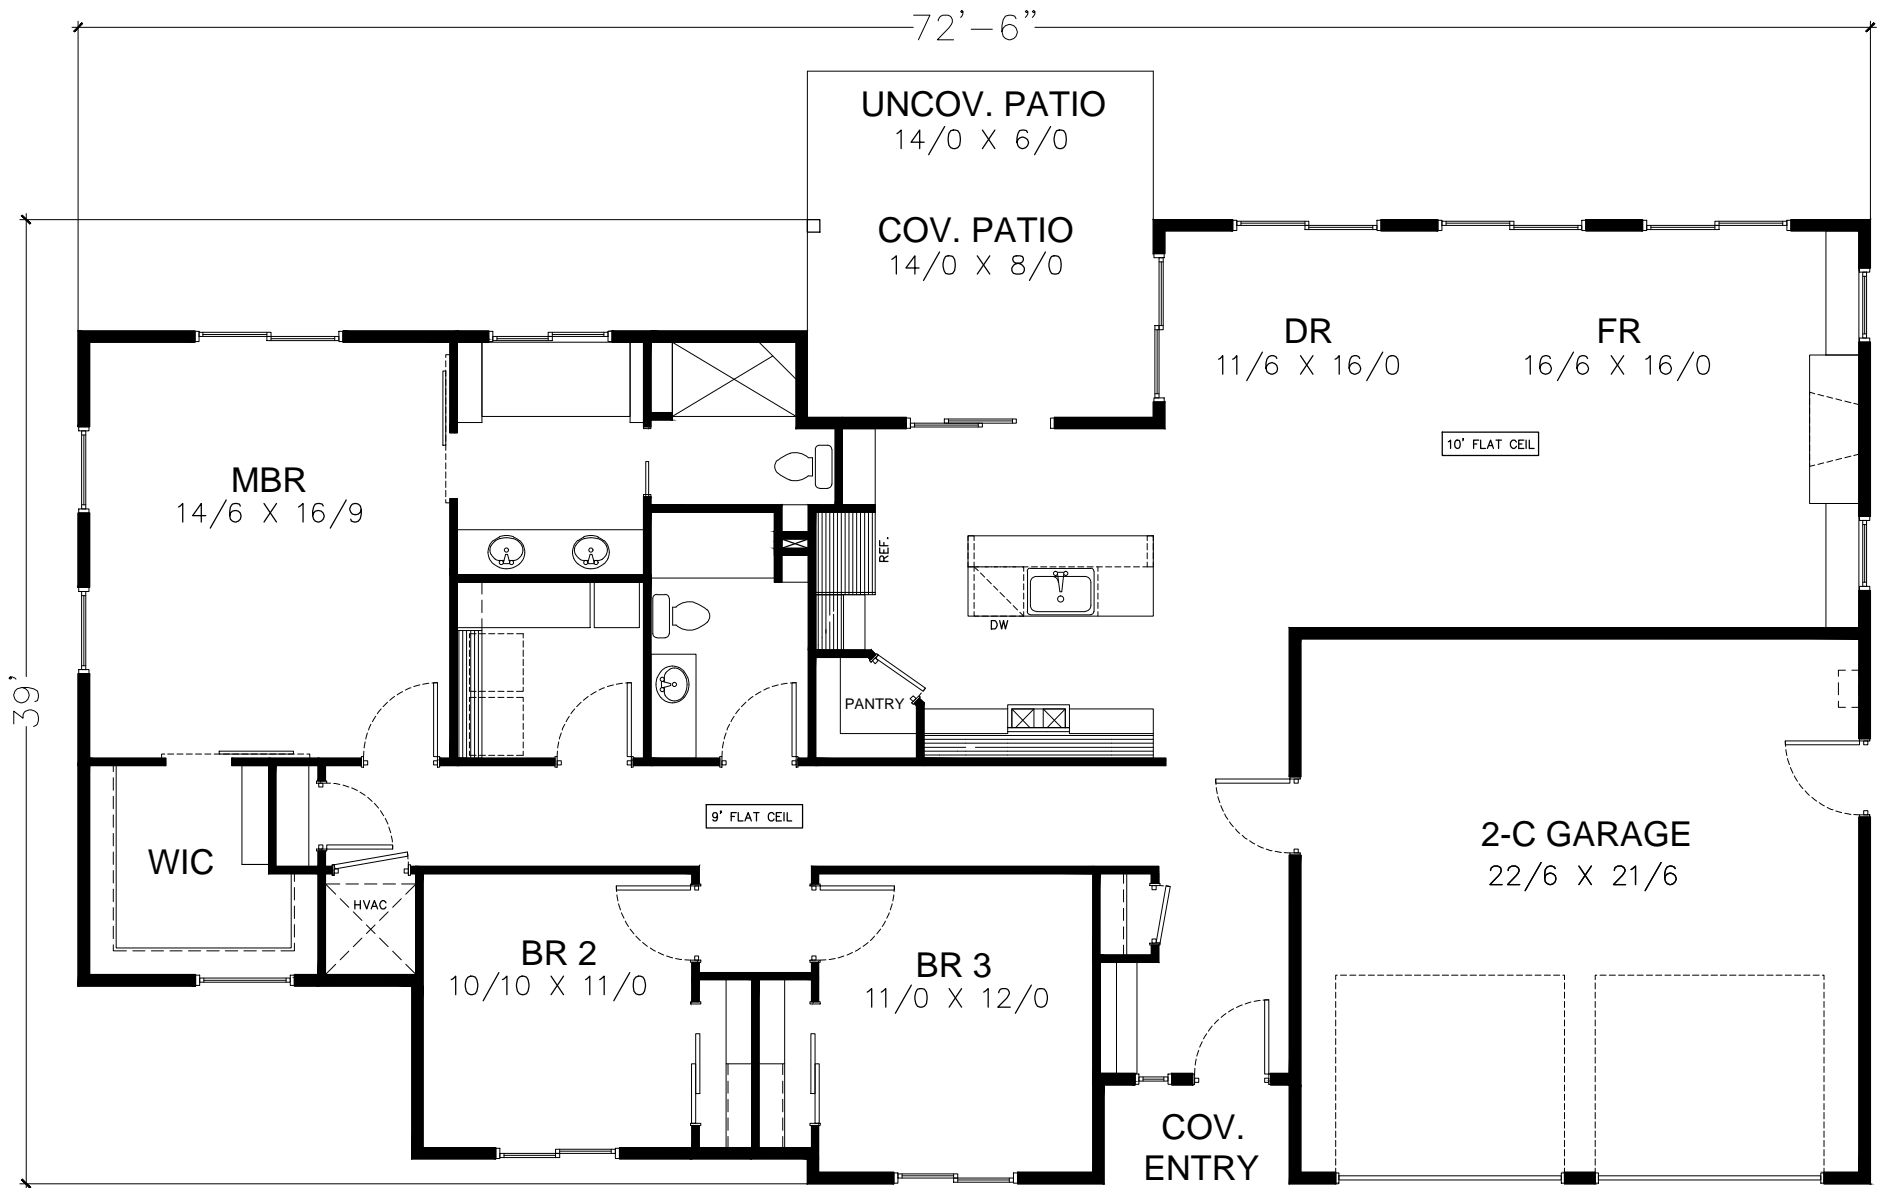 72'-6"
UNCOV. PATIO
14/0 X 6/0
COV. PATIO
14/0 X 8/0
DR
11/6 X 16/0
FR
16/6 X 16/0
10' FLAT CEIL
MBR
14/6 X 16/9
REF.
DW
39'
PANTRY
9' FLAT CEIL
WIC
2-C GARAGE
22/6 X 21/6
HVAC
BR 2
10/10 X 11/0
BR 3
11/0 X 12/0
COV.
ENTRY